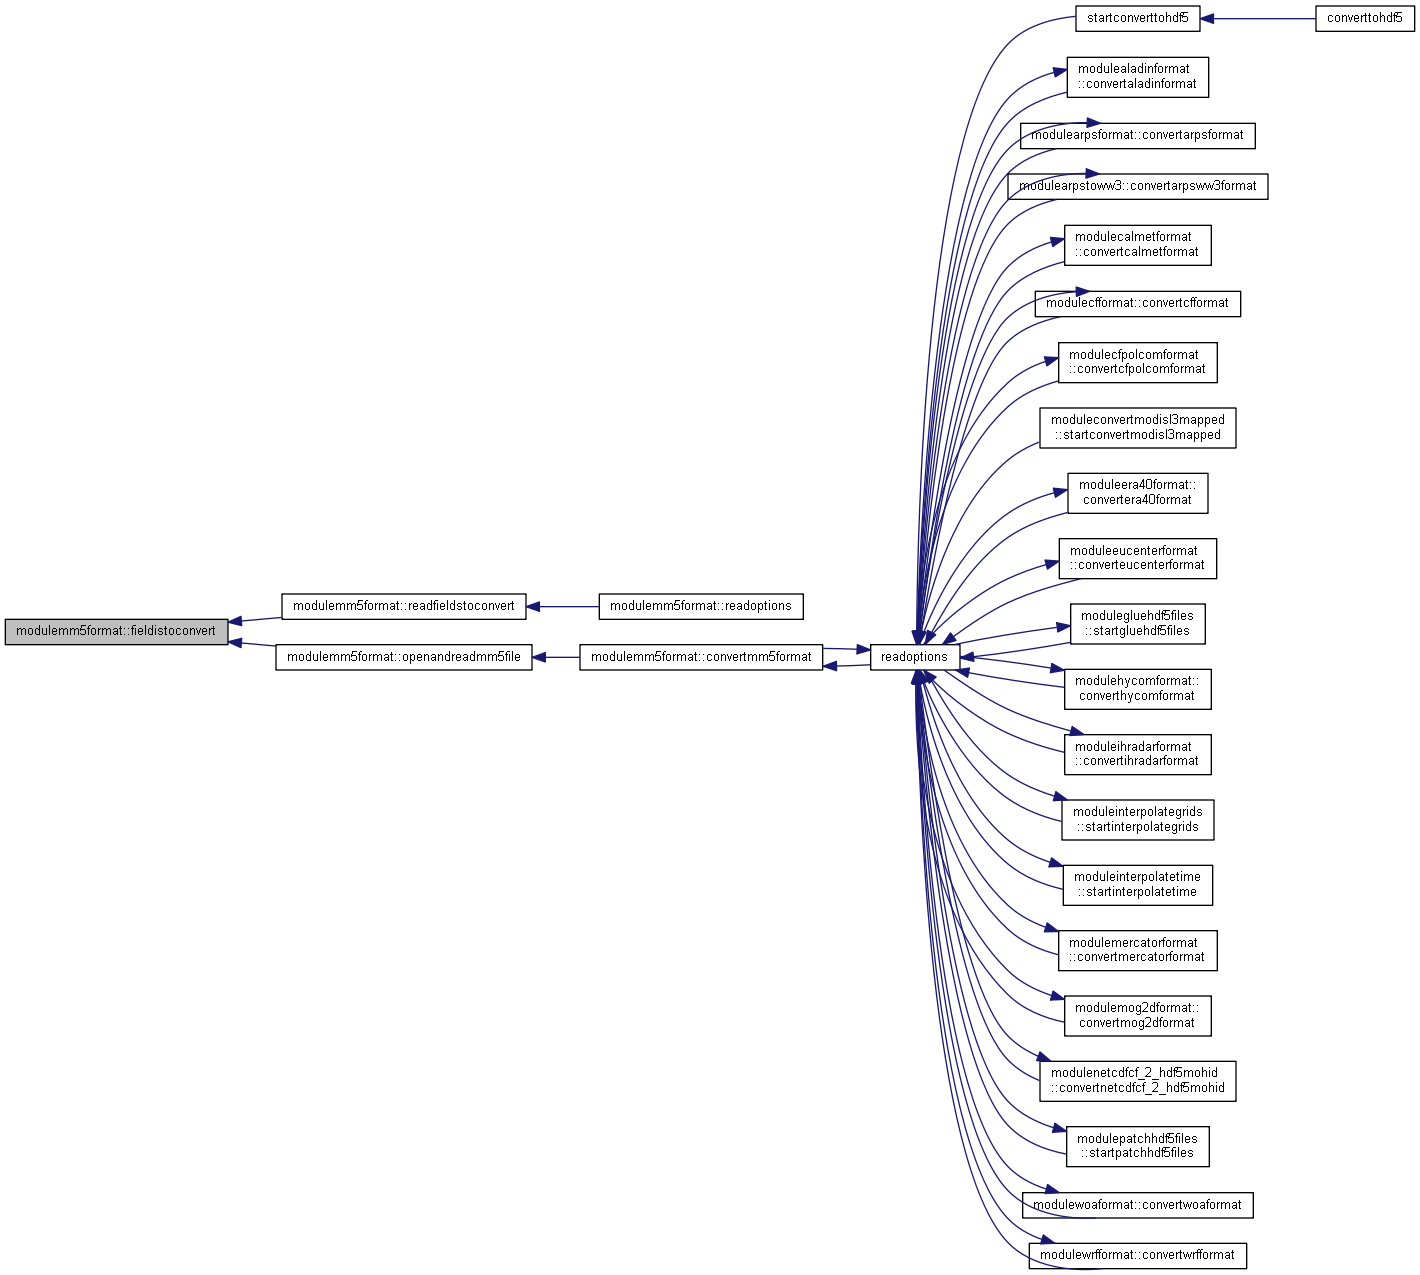 startconverttohdf5
converttohdf5
modulealadinformat
::convertaladinformat
modulearpsformat::convertarpsformat
modulearpstoww3::convertarpsww3format
modulecalmetformat
::convertcalmetformat
modulecfformat::convertcfformat
modulecfpolcomformat
::convertcfpolcomformat
moduleconvertmodisl3mapped
::startconvertmodisl3mapped
moduleera40format::
convertera40format
moduleeucenterformat
::converteucenterformat
modulemm5format::readfieldstoconvert
modulemm5format::readoptions
modulegluehdf5files
::startgluehdf5files
modulemm5format::fieldistoconvert
modulemm5format::openandreadmm5file
modulemm5format::convertmm5format
readoptions
modulehycomformat::
converthycomformat
moduleihradarformat
::convertihradarformat
moduleinterpolategrids
::startinterpolategrids
moduleinterpolatetime
::startinterpolatetime
modulemercatorformat
::convertmercatorformat
modulemog2dformat::
convertmog2dformat
modulenetcdfcf_2_hdf5mohid
::convertnetcdfcf_2_hdf5mohid
modulepatchhdf5files
::startpatchhdf5files
modulewoaformat::convertwoaformat
modulewrfformat::convertwrfformat